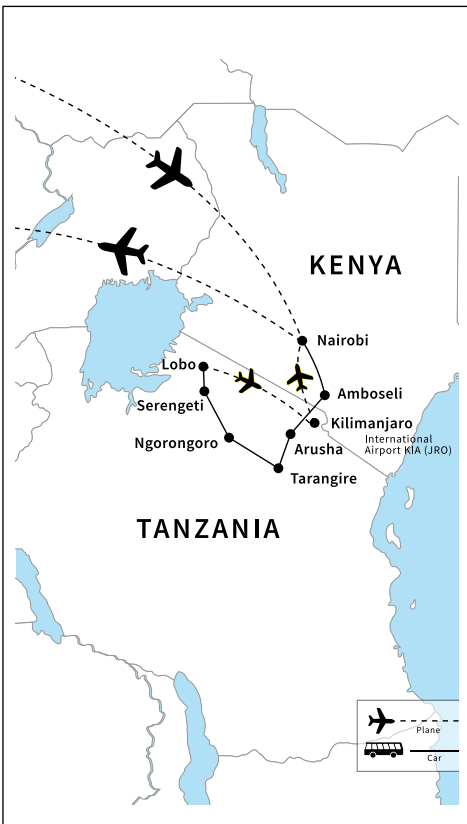 KENYA
Nairobi
Lobo
Amboseli
Serengeti
Kilimanjaro
International
Airport KIA (JRO)
Ngorongoro
Arusha
Tarangire
TANZANIA
Plane
Car